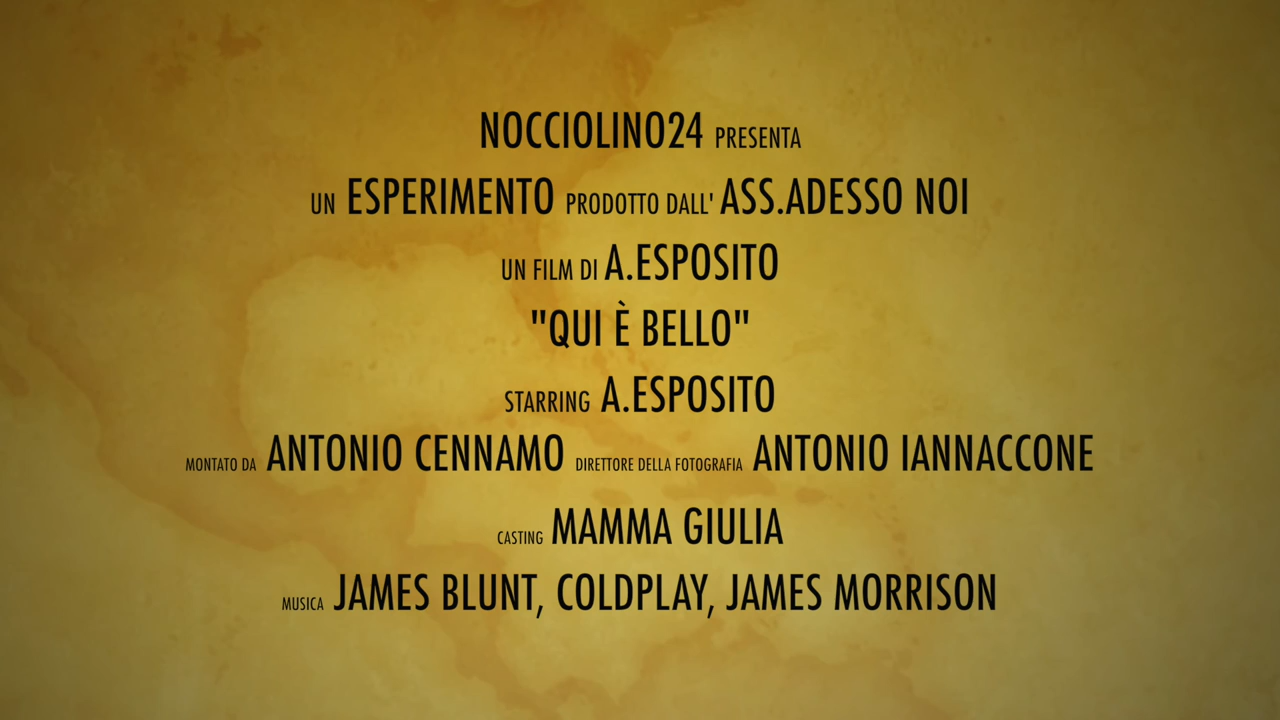 NOCCIOLINO24 PRESENTA
UN ESPERIMENTO PRODOTTO DALL' ASS.ADESSO NOI
UN FILM DI A.ESPOSITO
"QUI È BELLO"
STARRING A.ESPOSITO
MONTATO DA ANTONIO CENNAMO DIRETTORE DELLA FOTOGRAFIA ANTONIO IANNACCONE
CASTING MAMMA GIULIA
MUSICA JAMES BLUNT, COLDPLAY, JAMES MORRISON